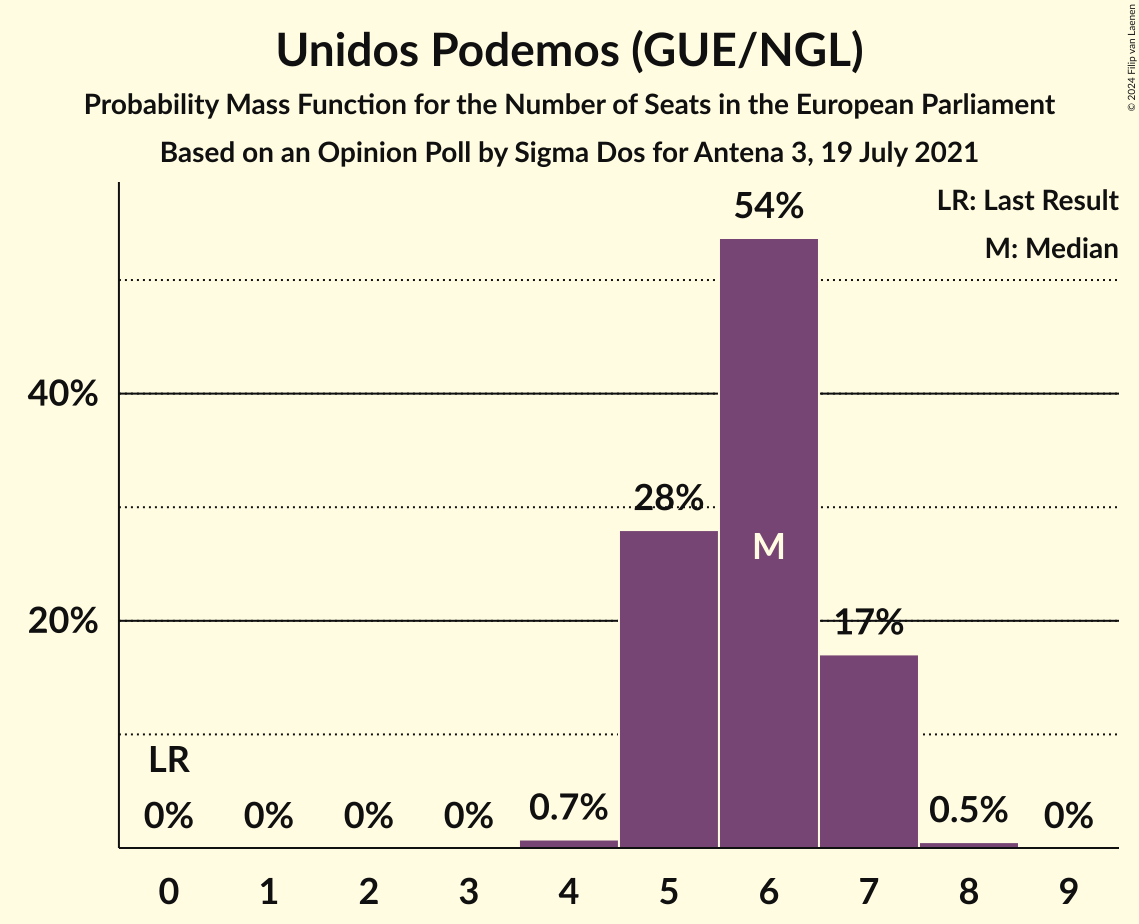 Unidos Podemos (GUE/NGL)
Probability Mass Function for the Number of Seats in the European Parliament
Based on an Opinion Poll by Sigma Dos for Antena 3, 19 July 2021
© 2024 Filip van Laenen
LR: Last Result
M: Median
54%
40%
28%
M
20%
17%
LR
0% 0% 0% 0% 0.7% 0.5% 0%
0 1 2 3 4 5 6 7 8 9